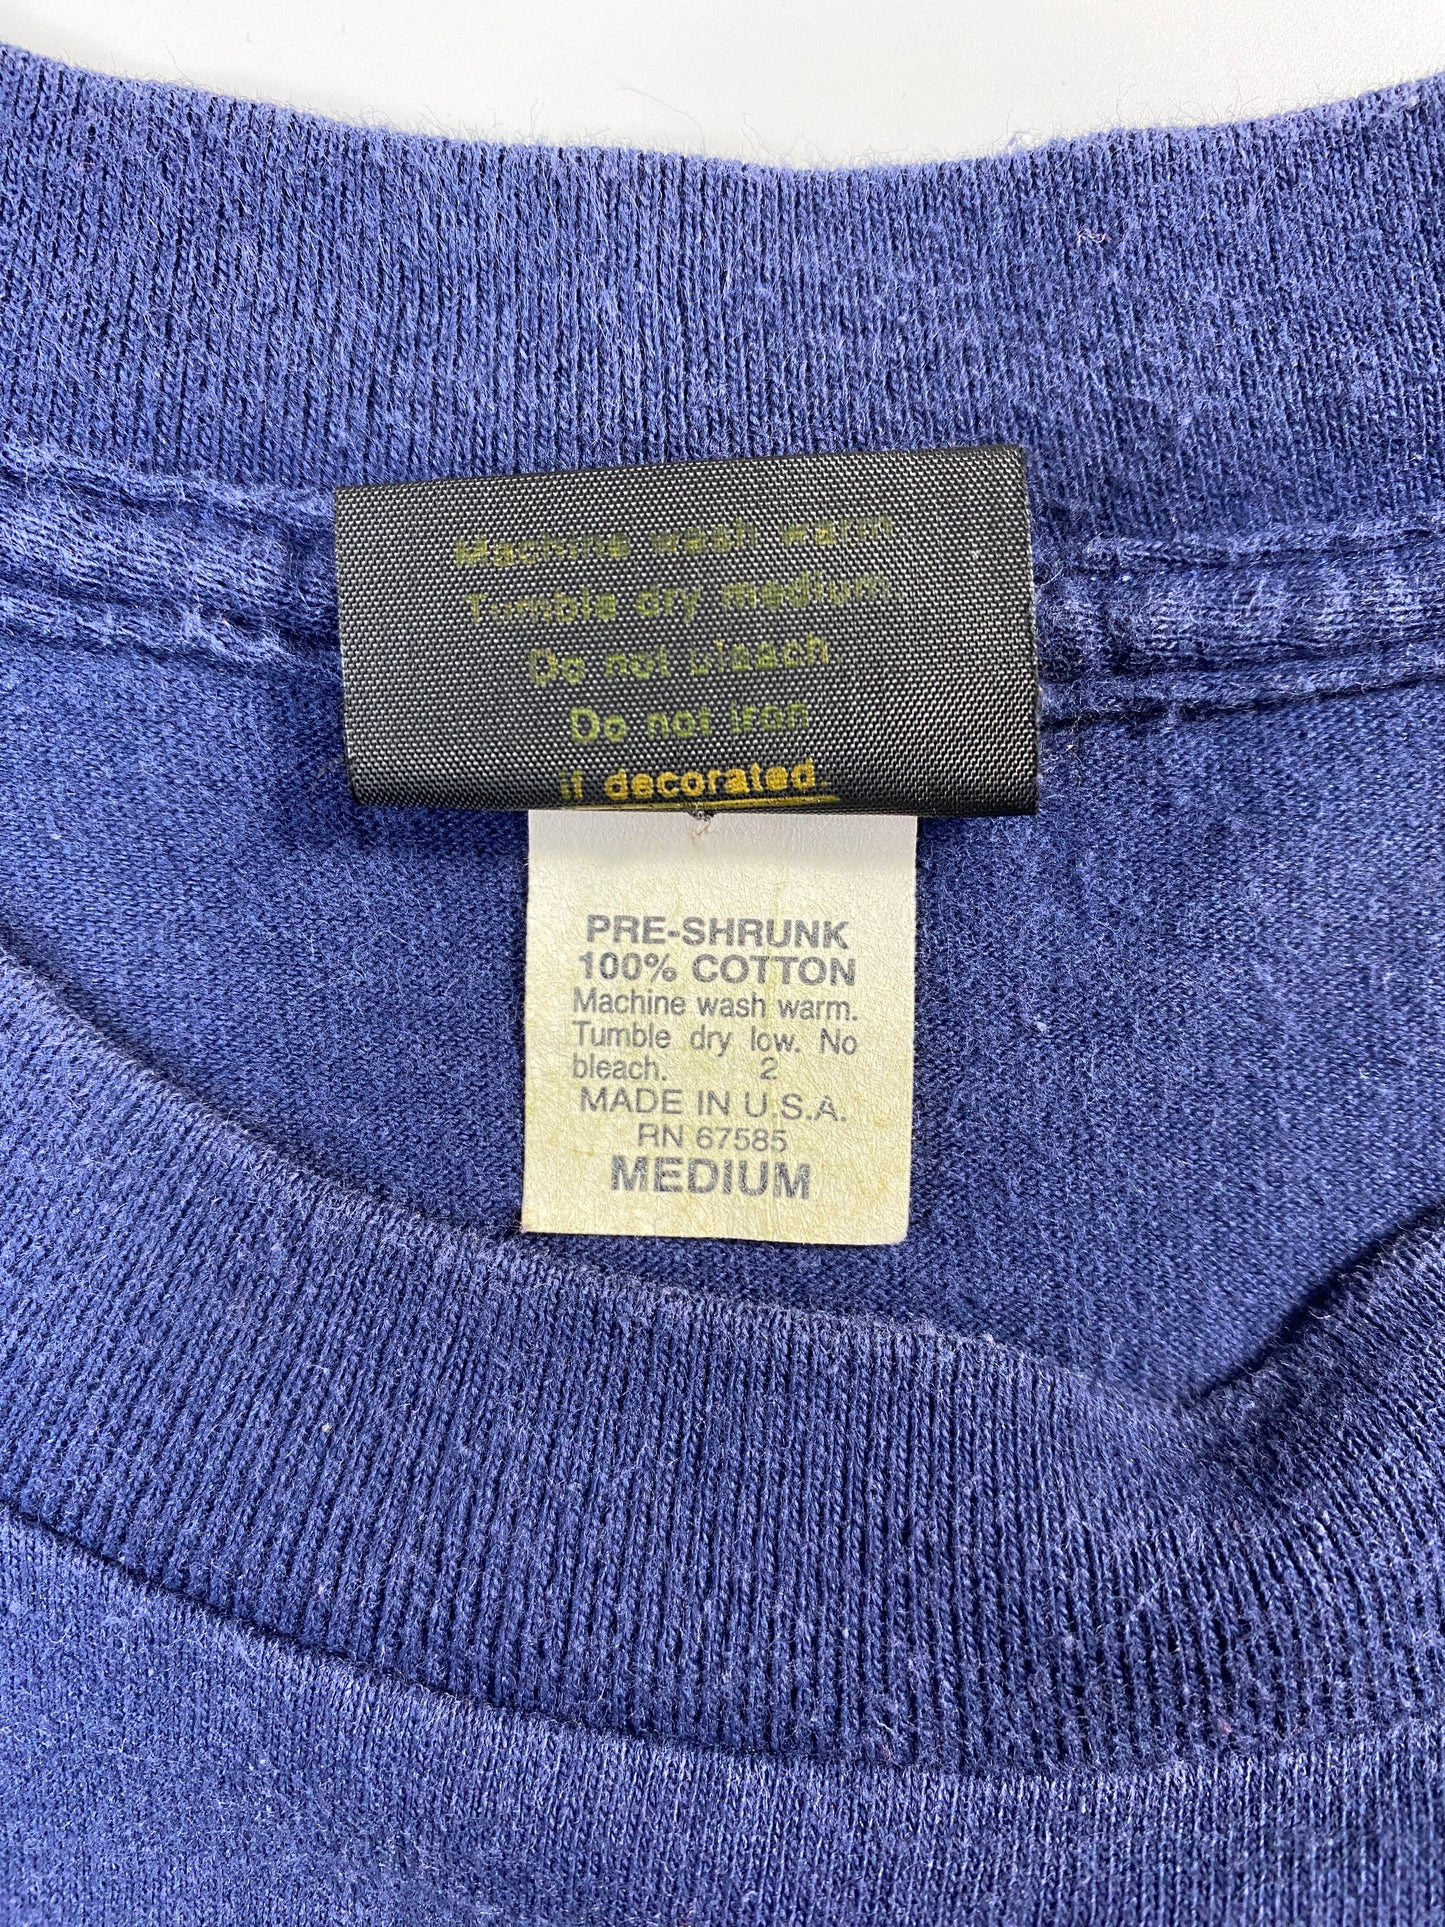 Machine wash warm.
Tumble dry medium.
Do not bleach
Do not iron
if decorated.
PRE-SHRUNK
100% COTTON
Machine wash warm.
Tumble dry low. No
bleach. 2
MADE IN U.S.A.
RN 67585
MEDIUM